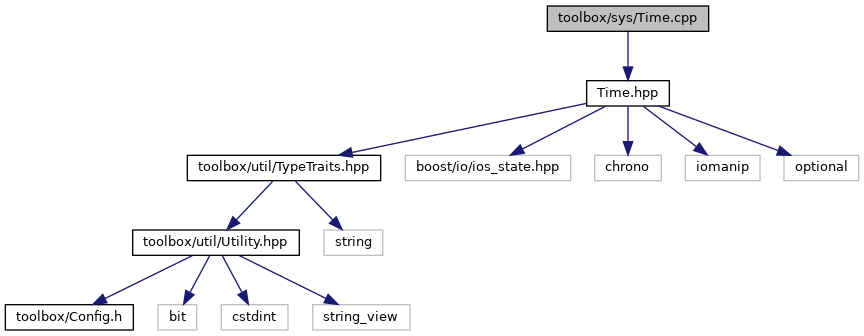 toolbox/sys/Time.cpp
Time.hpp
toolbox/util/TypeTraits.hpp
boost/io/ios_state.hpp
chrono
iomanip
optional
toolbox/util/Utility.hpp
string
toolbox/Config.h
bit
cstdint
string_view